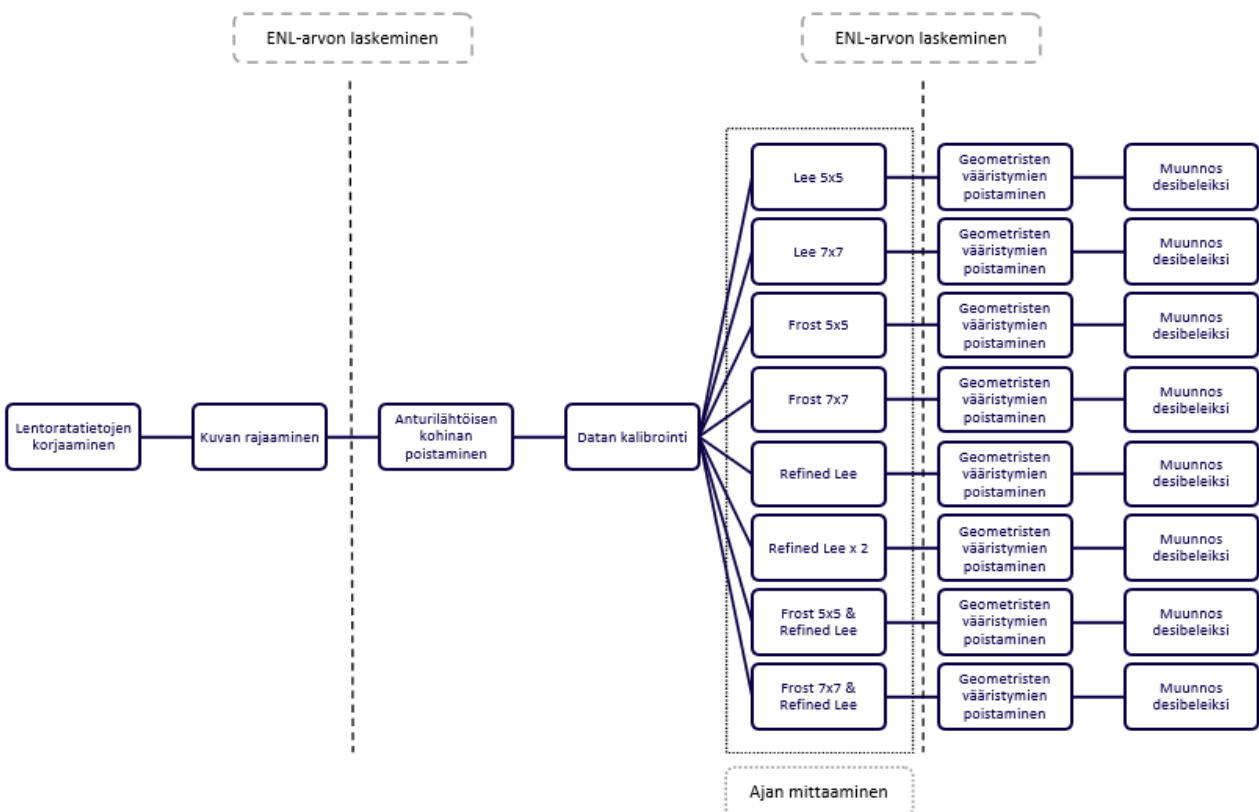 ENL-arvon laskeminen
ENL-arvon laskeminen
Lentoratatietojen
korjaaminen
Kuvan rajaaminen
Anturilähtöisen
kohinan
poistaminen
Datan kalibrointi
Lee 5x5
Geometristen
vääristymien
poistaminen
Muunnos
desibeleiksi
Lee 7x7
Geometristen
vääristymien
poistaminen
Muunnos
desibeleiksi
Frost 5x5
Geometristen
vääristymien
poistaminen
Muunnos
desibeleiksi
Frost 7x7
Geometristen
vääristymien
poistaminen
Muunnos
desibeleiksi
Refined Lee
Geometristen
vääristymien
poistaminen
Muunnos
desibeleiksi
Refined Lee x 2
Geometristen
vääristymien
poistaminen
Muunnos
desibeleiksi
Frost 5x5 &
Refined Lee
Geometristen
vääristymien
poistaminen
Muunnos
desibeleiksi
Frost 7x7 &
Refined Lee
Geometristen
vääristymien
poistaminen
Muunnos
desibeleiksi
Ajan mittaaminen